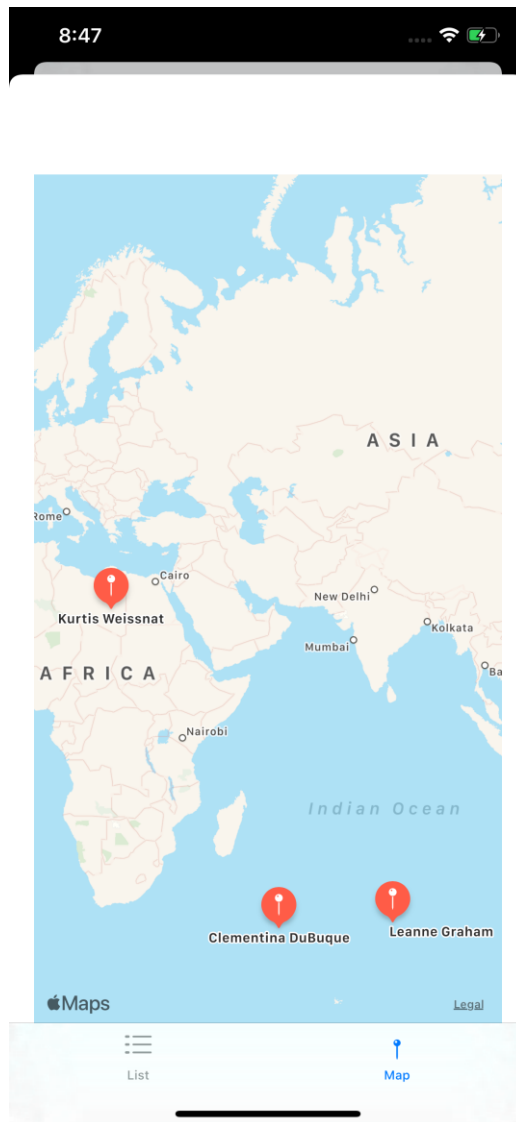 8:47
ASIA
Rome
Cairo
New Delhi
Kurtis Weissnat
Kolkata
Mumbai
AFRICA
Ba
Nairobi
Indian Ocean
Leanne Graham
Clementina DuBuque
Maps
Legal
List
Map